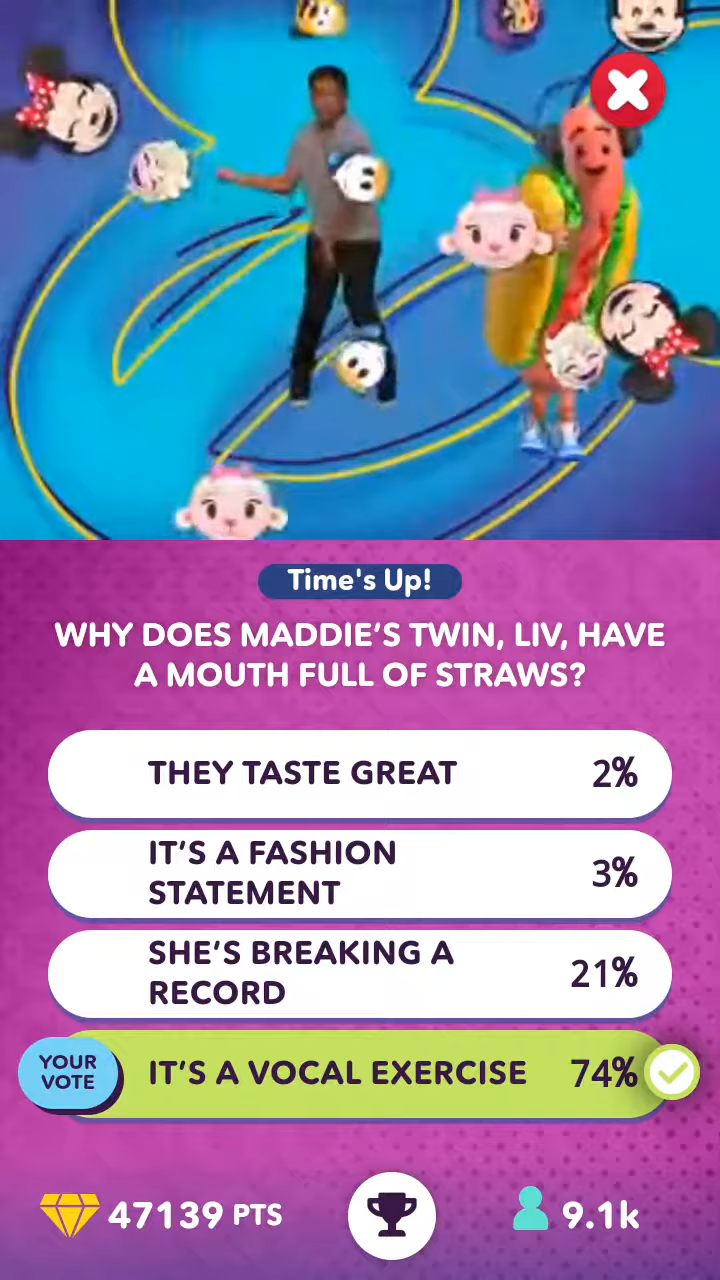 Time's Up!
WHY DOES MADDIE'S TWIN, LIV, HAVE
A MOUTH FULL OF STRAWS?
THEY TASTE GREAT 2%
IT'S A FASHION
STATEMENT 3%
SHE'S BREAKING A
RECORD 21%
YOUR
VOTE
IT'S A VOCAL EXERCISE 74%
47139 PTS
9.1k